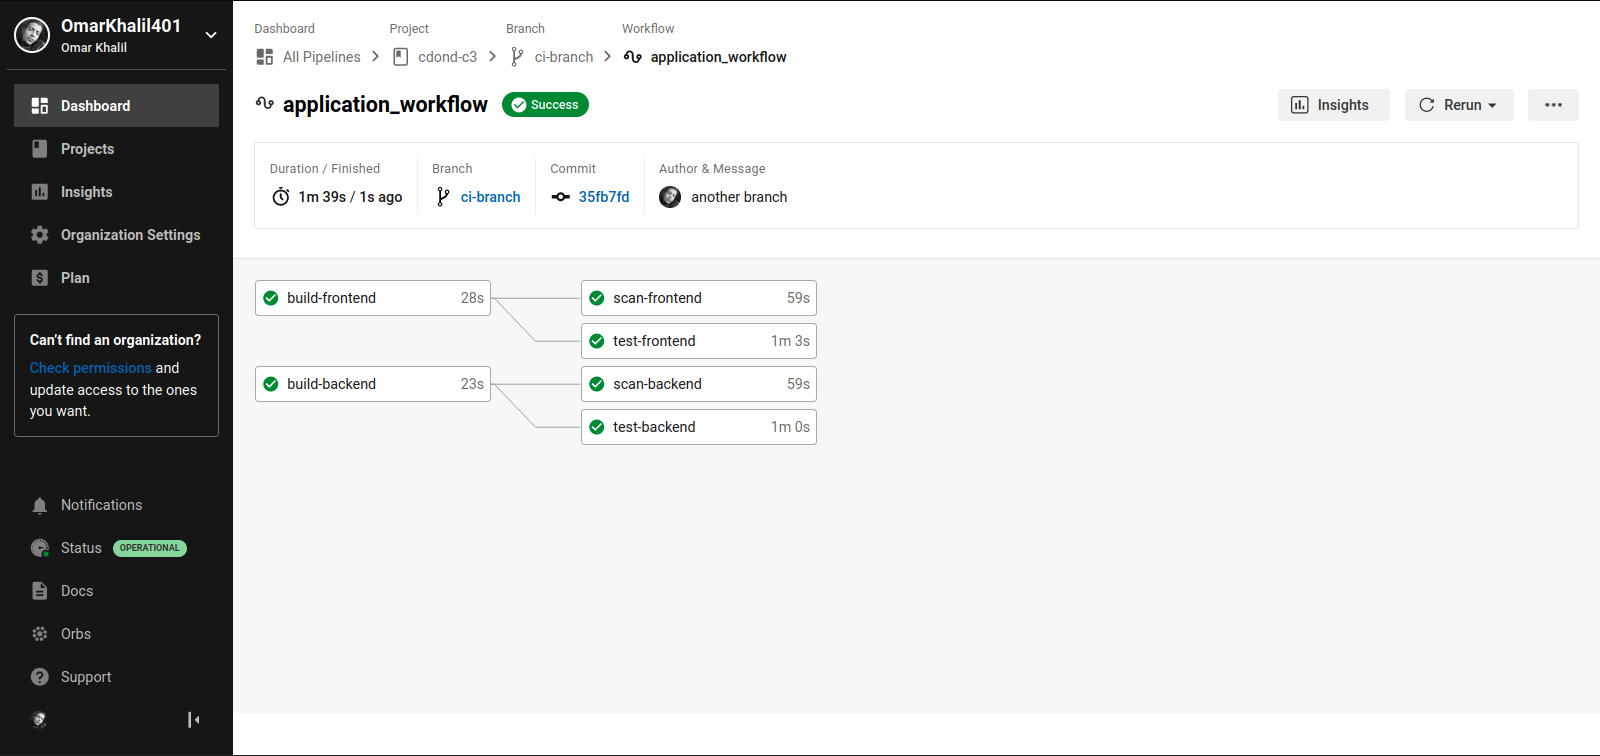 OmarKhalil401
Omar Khalil
Dashboard
Projects
Insights
Organization Settings
Plan
Can't find an organization?
Check permissions and
update access to the ones
you want.
Notifications
Status OPERATIONAL
Docs
Orbs
Support
Dashboard Project Branch Workflow
All Pipelines cdond-c3 ci-branch application_workflow
application_workflow Success Insights Rerun
Duration / Finished Branch Commit Author & Message
1m 39s / 1s ago ci-branch 35fb7fd another branch
build-frontend 28s scan-frontend 59s
test-frontend 1m 3s
build-backend 23s scan-backend 59s
test-backend 1m 0s